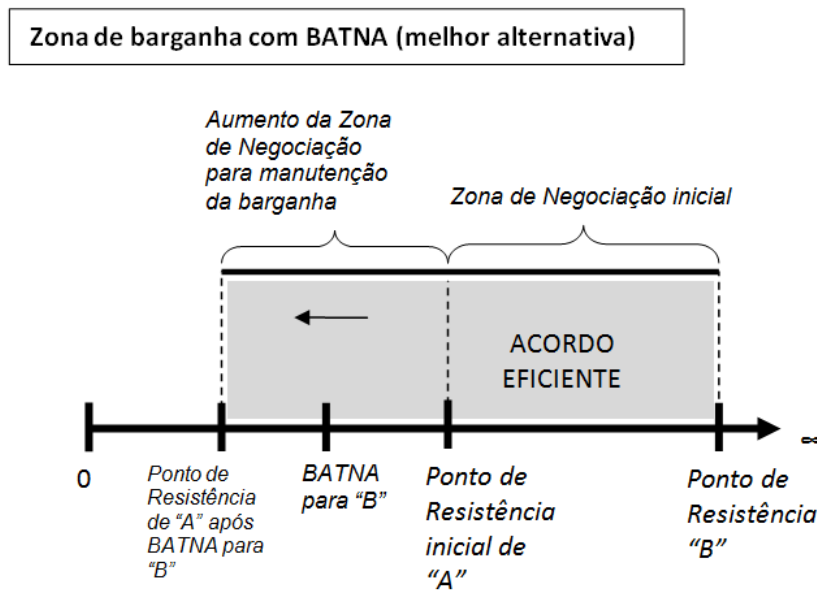 Zona de barganha com BATNA (melhor alternativa)
Aumento da Zona
de Negociação
para manutenção
da barganha
Zona de Negociação inicial
ACORDO
EFICIENTE
0
∞
Ponto de
Resistência
de “A” após
BATNA para
“B”
BATNA
para “B”
Ponto de
Resistência
inicial de
“A”
Ponto de
Resistência
“B”